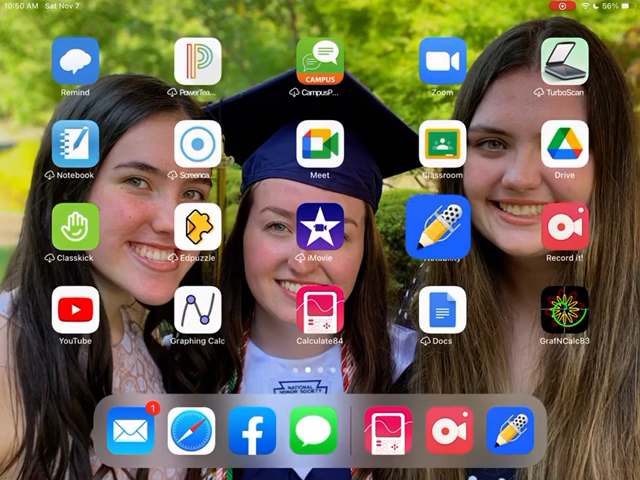 10:50 AM Sat Nov 7
56%
CAMPUS
Remind
PowerTea...
CampusP...
Zoom
TurboScan
Notebook
Screenca...
Meet
Classroom
Drive
Classkick
Edpuzzle
iMovie
Notability
Record it!
YouTube
Graphing Calc
Calculate84
Docs
GrafNCalc83
NATIONAL
HONOR SOCIETY
1